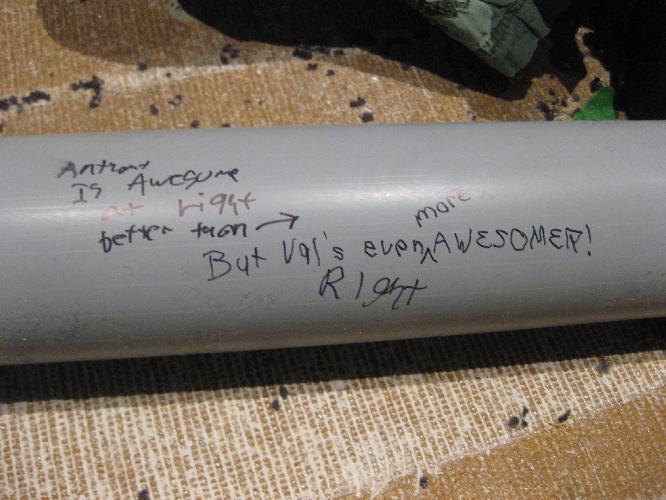 Anthony
Is Awesome
at right
better than →
But Val's even more AWESOMER!
Right